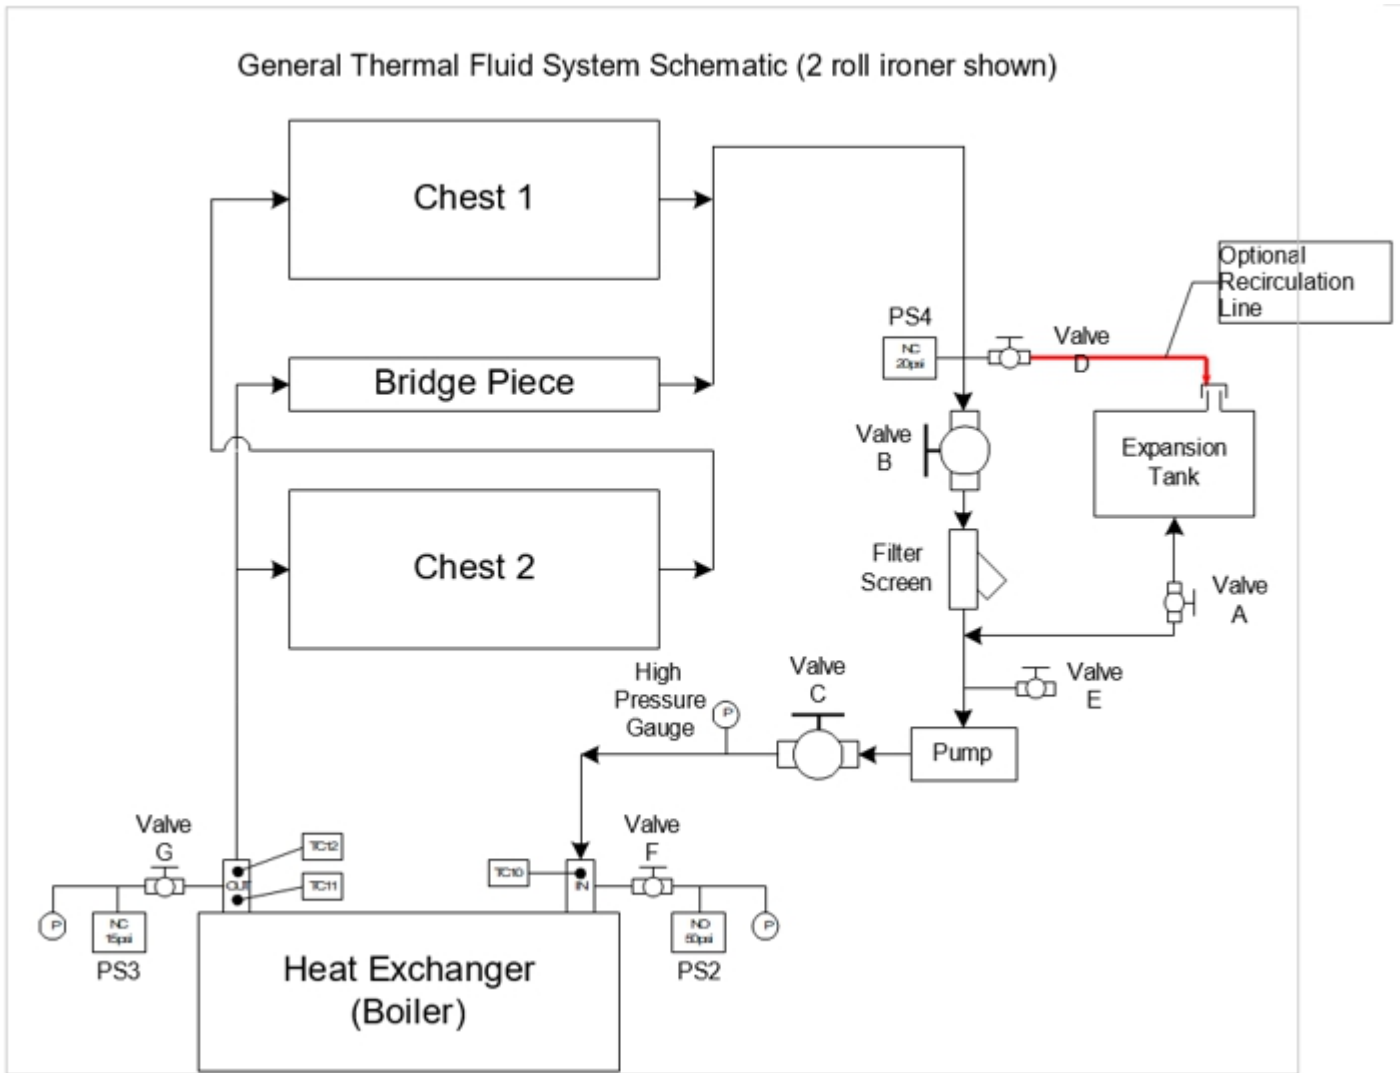 General Thermal Fluid System Schematic (2 roll ironer shown)
Chest 1
Optional
Recirculation
Line
PS4
NC
20psi
Valve
D
Bridge Piece
Valve
B
Expansion
Tank
Chest 2
Filter
Screen
Valve
A
High
Pressure
Gauge
P
Valve
C
Valve
E
Pump
Valve
G
TC12
OUT
TC11
P
NC
15psi
PS3
TC10
IN
Valve
F
NO
50psi
PS2
P
Heat Exchanger
(Boiler)